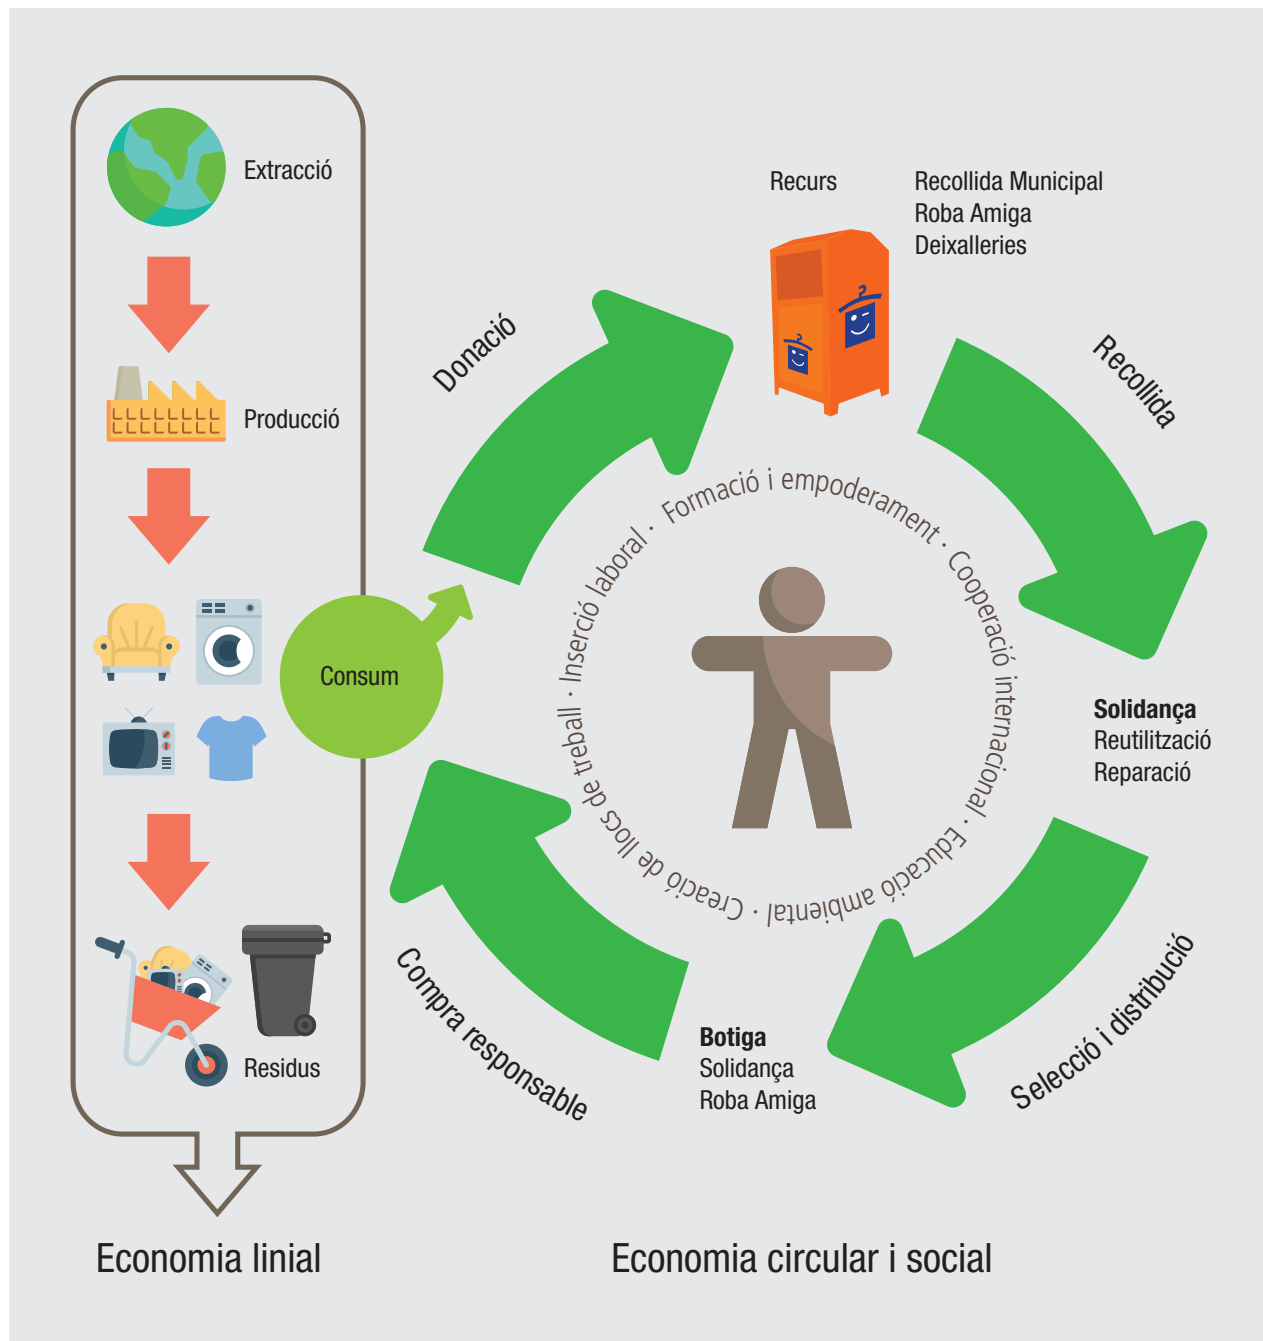 Extracció
Producció
Consum
Residus
Economia linial
Donació
Recurs
Recollida Municipal
Roba Amiga
Deixalleries
Recollida
Solidança
Reutilització
Reparació
Selecció i distribució
Botiga
Solidança
Roba Amiga
Compra responsable
Formació i empoderament · Cooperació internacional · Educació ambiental · Creació de llocs de treball · Inserció laboral ·
Economia circular i social